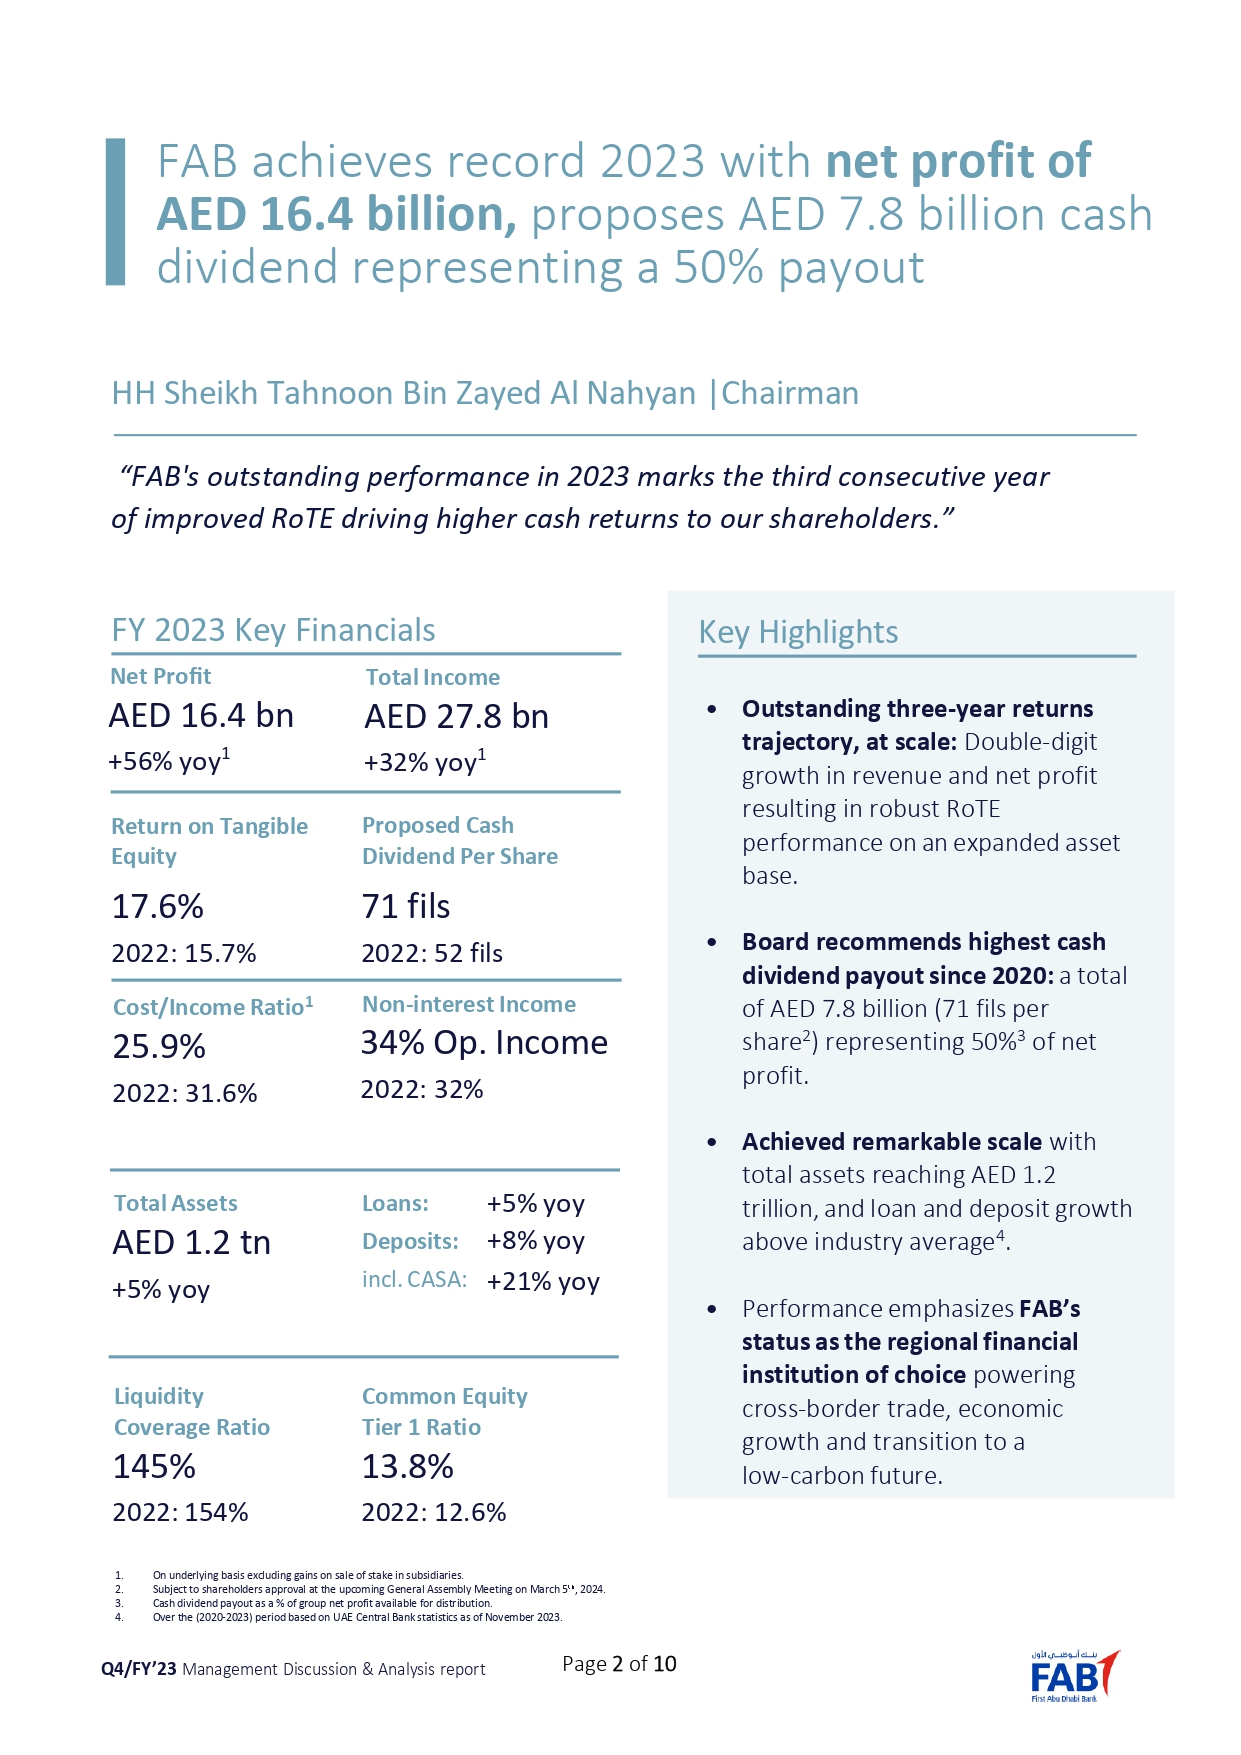 FAB achieves record 2023 with net profit of
AED 16.4 billion, proposes AED 7.8 billion cash
dividend representing a 50% payout
HH Sheikh Tahnoon Bin Zayed Al Nahyan |Chairman
“FAB's outstanding performance in 2023 marks the third consecutive year
of improved RoTE driving higher cash returns to our shareholders.”
FY 2023 Key Financials
Net Profit
AED 16.4 bn
+56% yoy¹
Total Income
AED 27.8 bn
+32% yoy¹
Return on Tangible
Equity
17.6%
2022: 15.7%
Proposed Cash
Dividend Per Share
71 fils
2022: 52 fils
Cost/Income Ratio¹
25.9%
2022: 31.6%
Non-interest Income
34% Op. Income
2022: 32%
Total Assets
AED 1.2 tn
+5% yoy
Loans: +5% yoy
Deposits: +8% yoy
incl. CASA: +21% yoy
Liquidity
Coverage Ratio
145%
2022: 154%
Common Equity
Tier 1 Ratio
13.8%
2022: 12.6%
Key Highlights
• Outstanding three-year returns
trajectory, at scale: Double-digit
growth in revenue and net profit
resulting in robust RoTE
performance on an expanded asset
base.
• Board recommends highest cash
dividend payout since 2020: a total
of AED 7.8 billion (71 fils per
share²) representing 50%³ of net
profit.
• Achieved remarkable scale with
total assets reaching AED 1.2
trillion, and loan and deposit growth
above industry average⁴.
• Performance emphasizes FAB’s
status as the regional financial
institution of choice powering
cross-border trade, economic
growth and transition to a
low-carbon future.
1. On underlying basis excluding gains on sale of stake in subsidiaries.
2. Subject to shareholders approval at the upcoming General Assembly Meeting on March 5ᵗʰ, 2024.
3. Cash dividend payout as a % of group net profit available for distribution.
4. Over the (2020-2023) period based on UAE Central Bank statistics as of November 2023.
Q4/FY’23 Management Discussion & Analysis report
Page 2 of 10
بنك أبوظبي الأول
FAB
First Abu Dhabi Bank